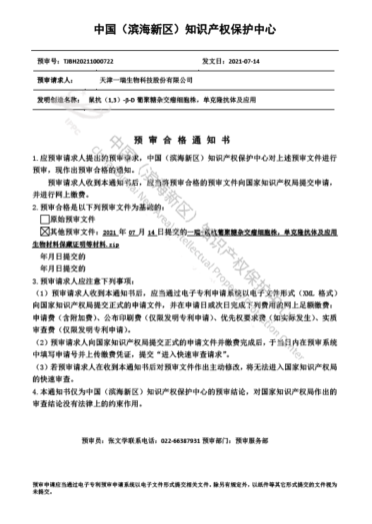 中国（滨海新区）知识产权保护中心
预审号：TJBH20211000722 发文日：2021-07-14
预审请求人： 天津一瑞生物科技股份有限公司
发明创造名称： 鼠抗（1,3）-β-D 葡聚糖杂交瘤细胞株，单克隆抗体及应用
预 审 合 格 通 知 书
1.应预审请求人提出的预审请求，中国（滨海新区）知识产权保护中心对上述预审文件进行
预审，现作出预审合格的通知。
预审请求人收到本通知书后，应当将预审合格的预审文件向国家知识产权局提交申请，
并进行网上缴费。
2.预审合格是以下列预审文件为基础的：
原始预审文件
其他预审文件：2021 年 07 月 14 日提交的一瑞-鼠抗葡聚糖杂交瘤细胞株，单克隆抗体及应用
生物材料保藏证明等材料.zip
年月日提交的
年月日提交的
3.预审请求人应注意下列事项：
（1）预审请求人收到本通知书后，应当通过电子专利申请系统以电子文件形式（XML 格式）
向国家知识产权局提交正式的申请文件，并在申请日或次日完成下列费用的网上足额缴费：
申请费（含附加费）、公布印刷费（仅限发明专利申请）、优先权要求费（如实际发生）、实质
审查费（仅限发明专利申请）。
（2）预审请求人向国家知识产权局提交正式的申请文件并缴费完成后，于当日内在预审系统
中填写申请号并上传缴费凭证，提交“进入快速审查请求”。
（3）若预审请求人在收到本通知书后对预审文件作出主动修改，将无法进入国家知识产权局
的快速审查。
4.本通知书仅为中国（滨海新区）知识产权保护中心的预审结论，对国家知识产权局作出的
审查结论没有法律上的约束作用。
预审员：张文学联系电话：022-66387931 预审部门：预审服务部
预审申请应当通过电子专利预审申请系统以电子文件形式提交相关文件。除另有规定外，以纸件等其它形式提交的文件视为
未提交。
中国（滨海新区）知识产权保护中心